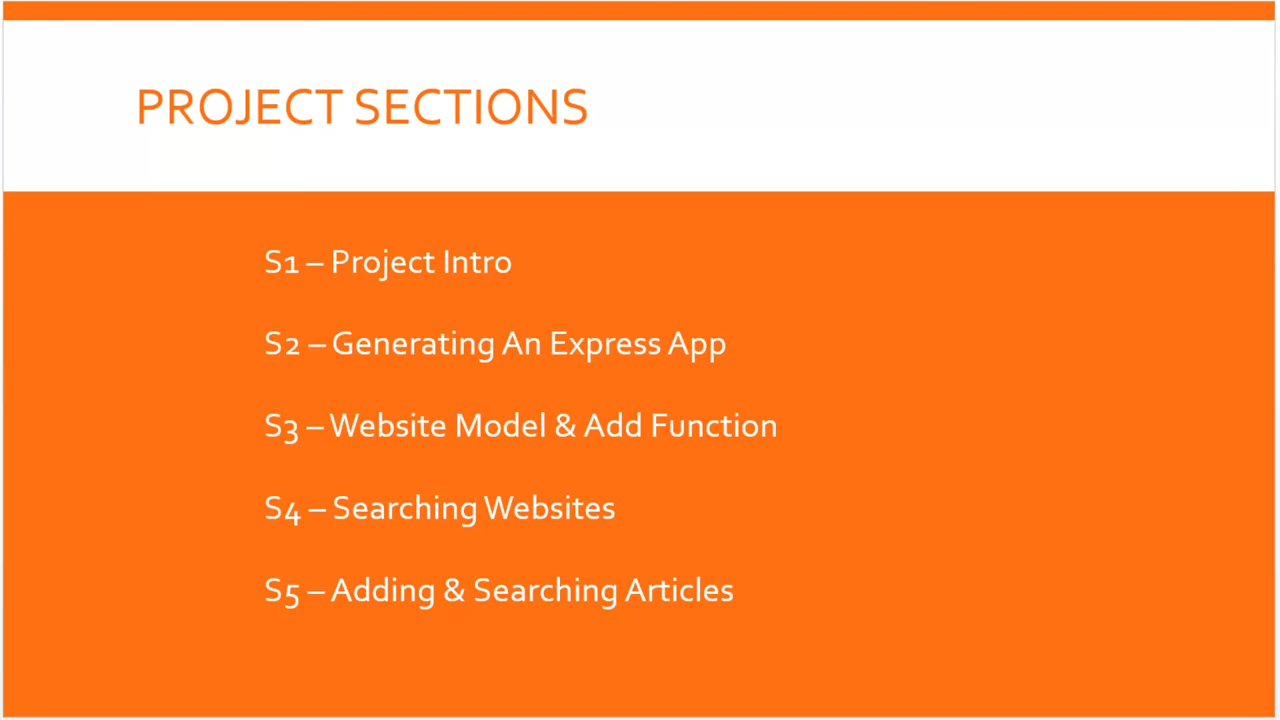 PROJECT SECTIONS
S1 – Project Intro
S2 – Generating An Express App
S3 – Website Model & Add Function
S4 – Searching Websites
S5 – Adding & Searching Articles